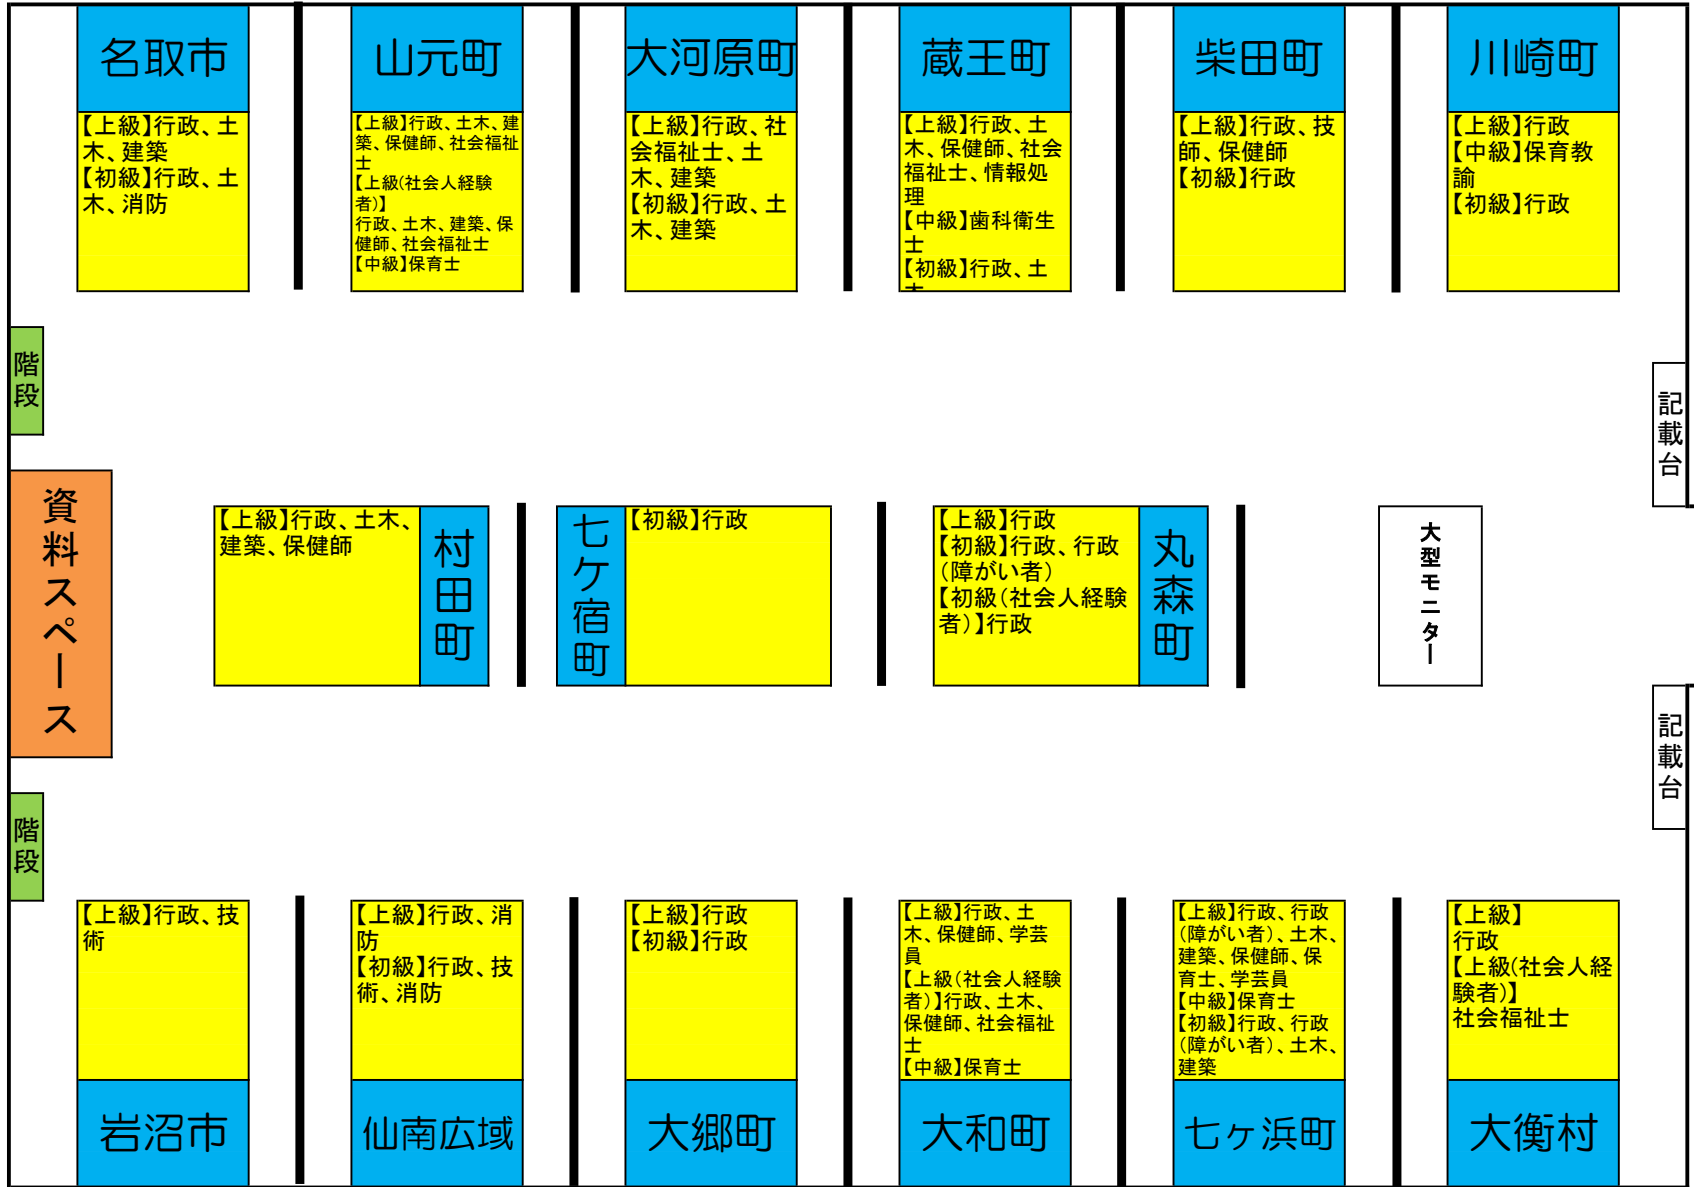 名取市
【上級】行政、土
木、建築
【初級】行政、土
木、消防
山元町
【上級】行政、土木、建
築、保健師、社会福祉
士
【上級(社会人経験
者)】
行政、土木、建築、保
健師、社会福祉士
【中級】保育士
大河原町
【上級】行政、社
会福祉士、土
木、建築
【初級】行政、土
木、建築
蔵王町
【上級】行政、土
木、保健師、社会
福祉士、情報処
理
【中級】歯科衛生
士
【初級】行政、土
柴田町
【上級】行政、技
師、保健師
【初級】行政
川崎町
【上級】行政
【中級】保育教
諭
【初級】行政
階段
記載台
資料スペース
【上級】行政、土木、
建築、保健師
村田町
七ケ宿町
【初級】行政
【上級】行政
【初級】行政、行政
（障がい者）
【初級（社会人経験
者）】行政
丸森町
大型モニター
記載台
階段
【上級】行政、技
術
岩沼市
【上級】行政、消
防
【初級】行政、技
術、消防
仙南広域
【上級】行政
【初級】行政
大郷町
【上級】行政、土
木、保健師、学芸
員
【上級（社会人経験
者）】行政、土木、
保健師、社会福祉
士
【中級】保育士
大和町
【上級】行政、行政
（障がい者）、土木、
建築、保健師、保
育士、学芸員
【中級】保育士
【初級】行政、行政
（障がい者）、土木、
建築
七ヶ浜町
【上級】
行政
【上級（社会人経
験者）】
社会福祉士
大衡村